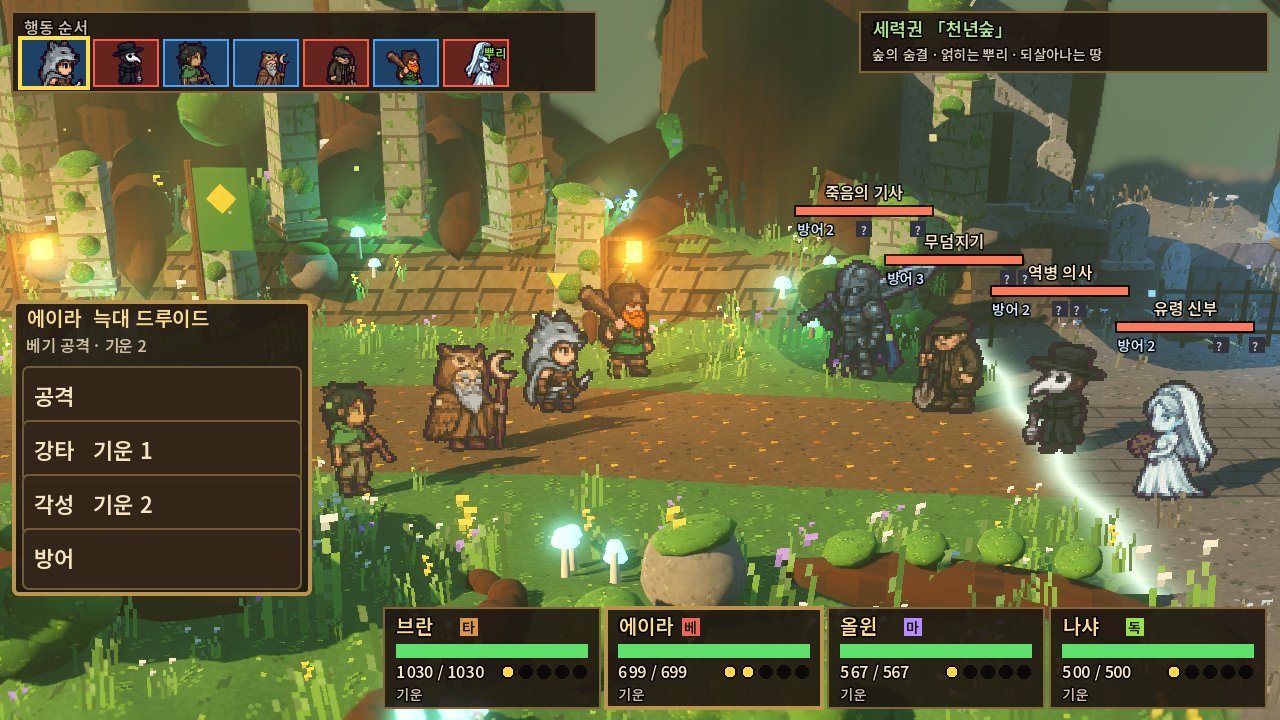 행동 순서
뿌리
세력권 「천년숲」
숲의 숨결 · 얽히는 뿌리 · 되살아나는 땅
죽음의 기사
방어 2 ? ?
무덤지기
방어 3 ? ?
역병 의사
방어 2 ? ?
유령 신부
방어 2 ? ?
에이라 늑대 드루이드
베기 공격 · 기운 2
공격
강타 기운 1
각성 기운 2
방어
브란 타
1030 / 1030
기운
에이라 베
699 / 699
기운
올윈 마
567 / 567
기운
나샤 독
500 / 500
기운